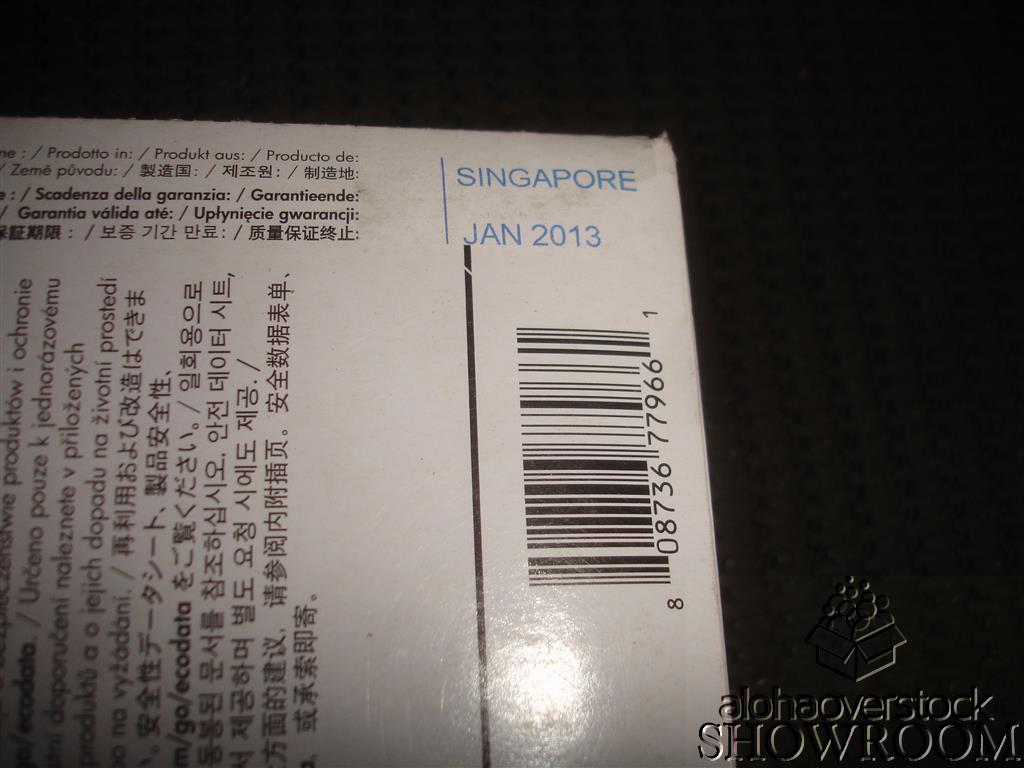 me : / Prodotto in: / Produkt aus: / Producto de:
/ Země původu: / 製造国: / 제조원: / 制造地:
e : / Scadenza della garanzia: / Garantieende:
/ Garantia válida até: / Upłynięcie gwarancji:
保証期限 : / 보증 기간 만료: / 质量保证终止:
SINGAPORE
JAN 2013
bezpieczeństwie produktów i ochronie
go/ecodata. / Určeno pouze k jednorázovému
doporučení naleznete v přiložených
produktů a o jejich dopadu na životní prostředí
po na vyžádání. / 再利用および改造はできま
。安全性データシート、製品安全性、
m/go/ecodata をご覧ください。/ 일회용으로
동봉된 문서를 참조하십시오. 안전 데이터 시트,
서 제공하며 별도 요청 시에도 제공. /
方面的建议，请参阅内附插页。安全数据表单、
或承索即寄。
8 08736 77966 1
alohaoverstock
SHOWROOM